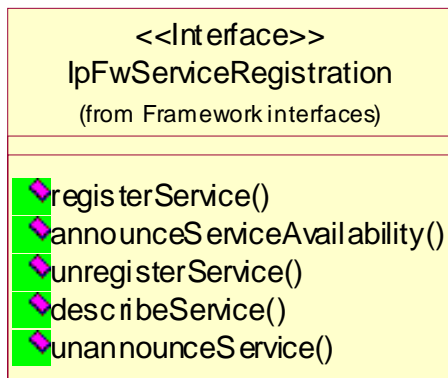 <<Interface>>
IpFwServiceRegistration
(from Framework interfaces)
registerService()
announceServiceAvailability()
unregisterService()
describeService()
unannounceService()